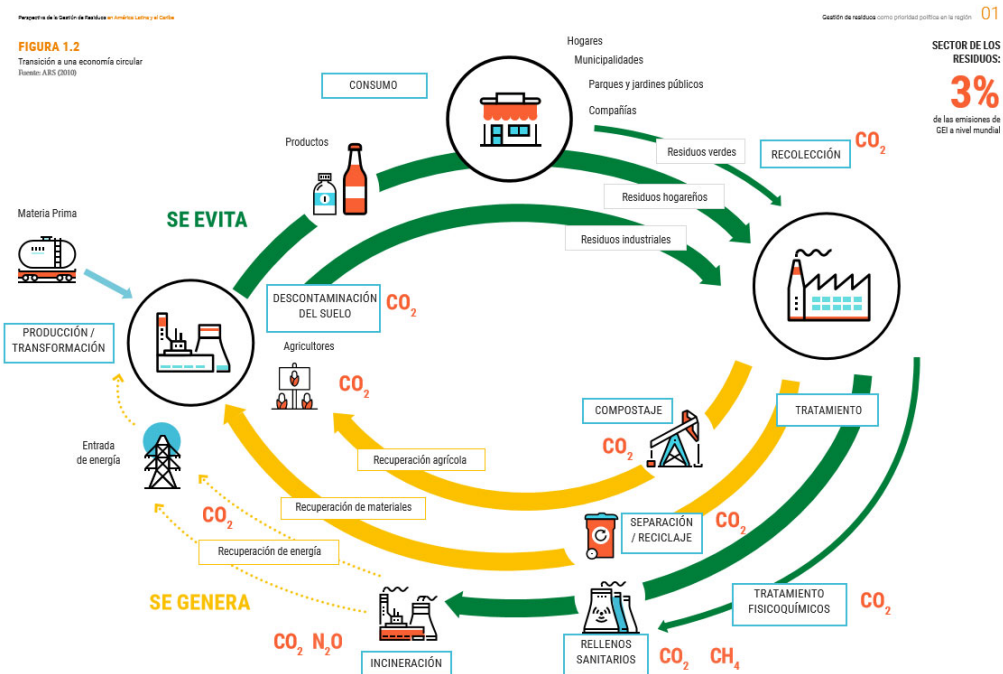 Perspectiva de la Gestión de Residuos en América Latina y el Caribe
Gestión de residuos como prioridad política en la región 01
FIGURA 1.2
Transición a una economía circular
Fuente: ARS (2010)
SECTOR DE LOS
RESIDUOS:
3%
de las emisiones de
GEI a nivel mundial
Hogares
Municipalidades
Parques y jardines públicos
Compañías
CONSUMO
Productos
Residuos verdes
RECOLECCIÓN
CO2
Residuos hogareños
Residuos industriales
Materia Prima
SE EVITA
PRODUCCIÓN /
TRANSFORMACIÓN
DESCONTAMINACIÓN
DEL SUELO
CO2
Agricultores
CO2
COMPOSTAJE
CO2
TRATAMIENTO
Entrada
de energía
CO2
Recuperación agrícola
Recuperación de materiales
Recuperación de energía
SEPARACIÓN
/ RECICLAJE
CO2
SE GENERA
TRATAMIENTO
FISICOQUÍMICOS
CO2
CO2 N2O
INCINERACIÓN
RELLENOS
SANITARIOS
CO2 CH4